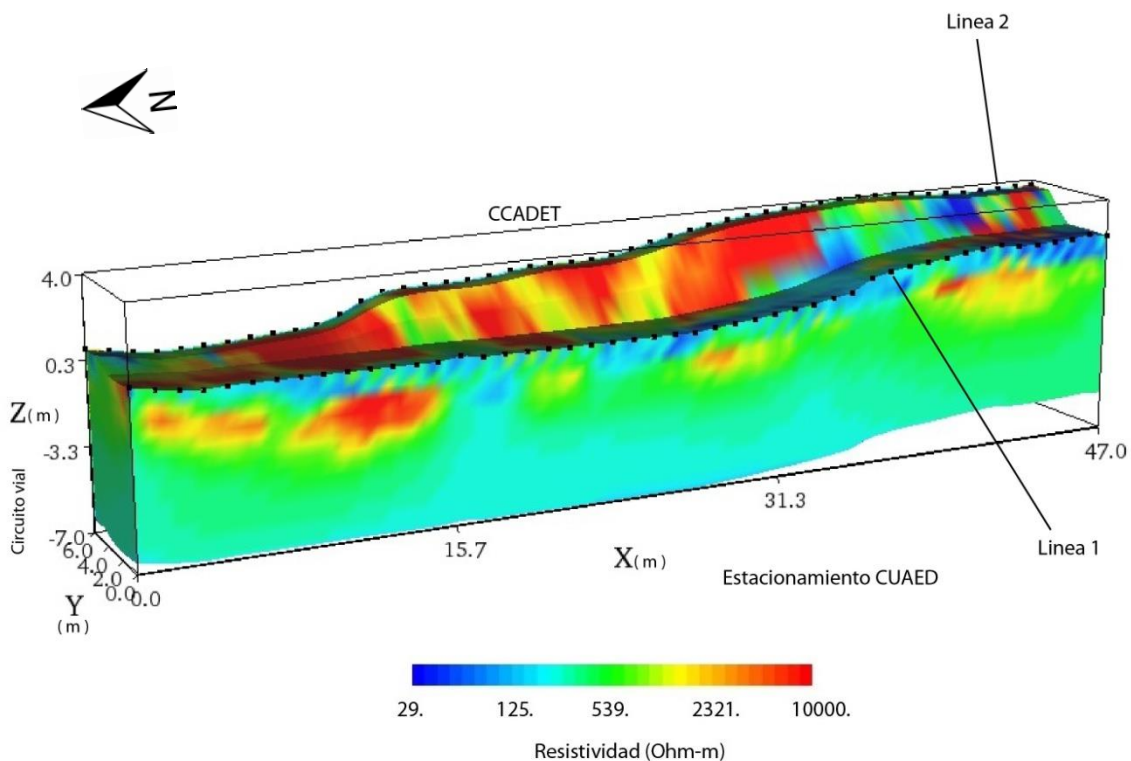 Linea 2
N
CCADET
4.0
0.3
Z(m)
-3.3
-7.0
Circuito vial
6.0
4.0
2.0
0.0
Y
(m)
0.0
15.7
31.3
47.0
X(m)
Linea 1
Estacionamiento CUAED
29. 125. 539. 2321. 10000.
Resistividad (Ohm-m)